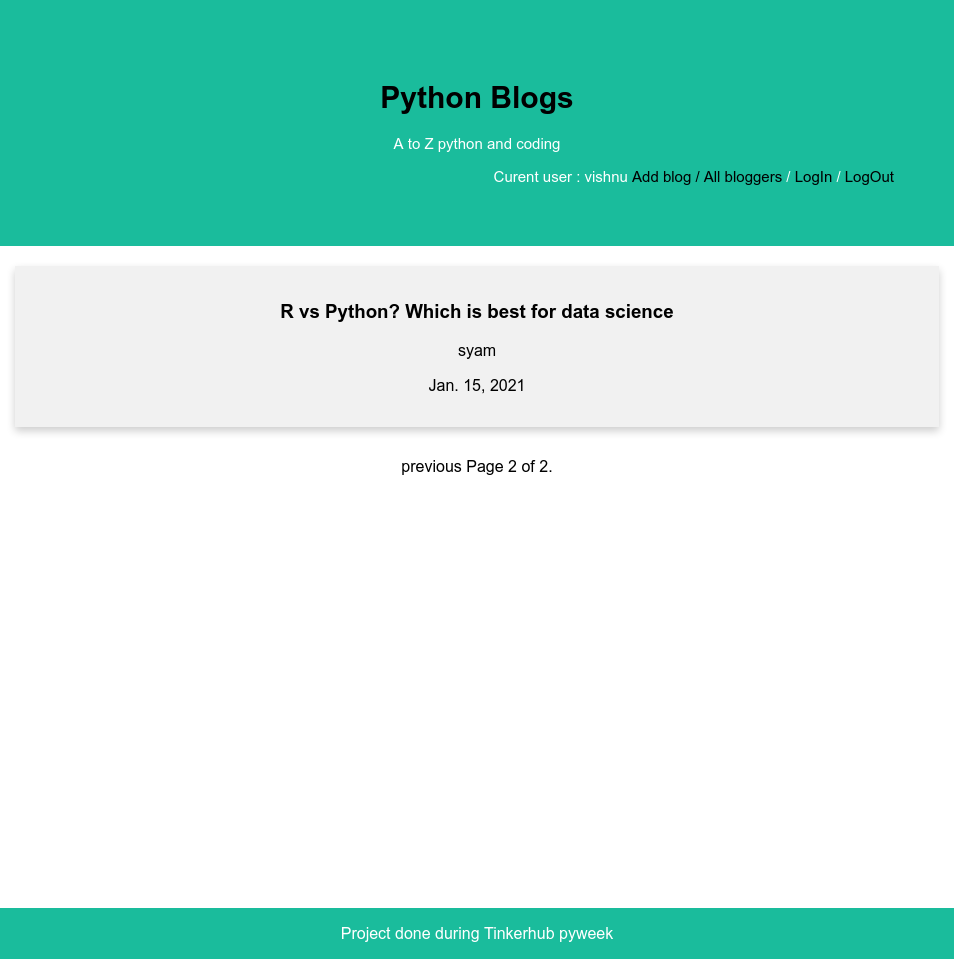 Python Blogs
A to Z python and coding
Curent user : vishnu Add blog / All bloggers / LogIn / LogOut
R vs Python? Which is best for data science
syam
Jan. 15, 2021
previous Page 2 of 2.
Project done during Tinkerhub pyweek